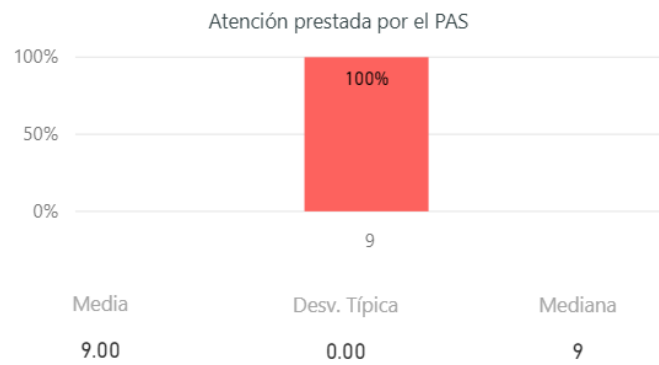 Atención prestada por el PAS
100%
100%
50%
0%
9
Media Desv. Típica Mediana
9.00 0.00 9